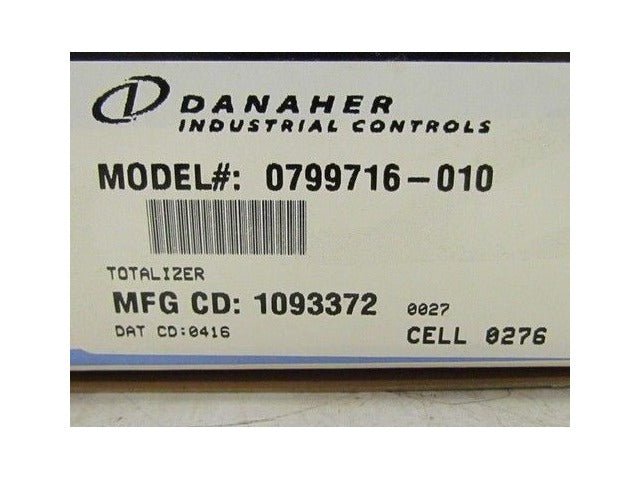 DANAHER
INDUSTRIAL CONTROLS
MODEL#: 0799716-010
TOTALIZER
MFG CD: 1093372 0027
DAT CD:0416 CELL 0276